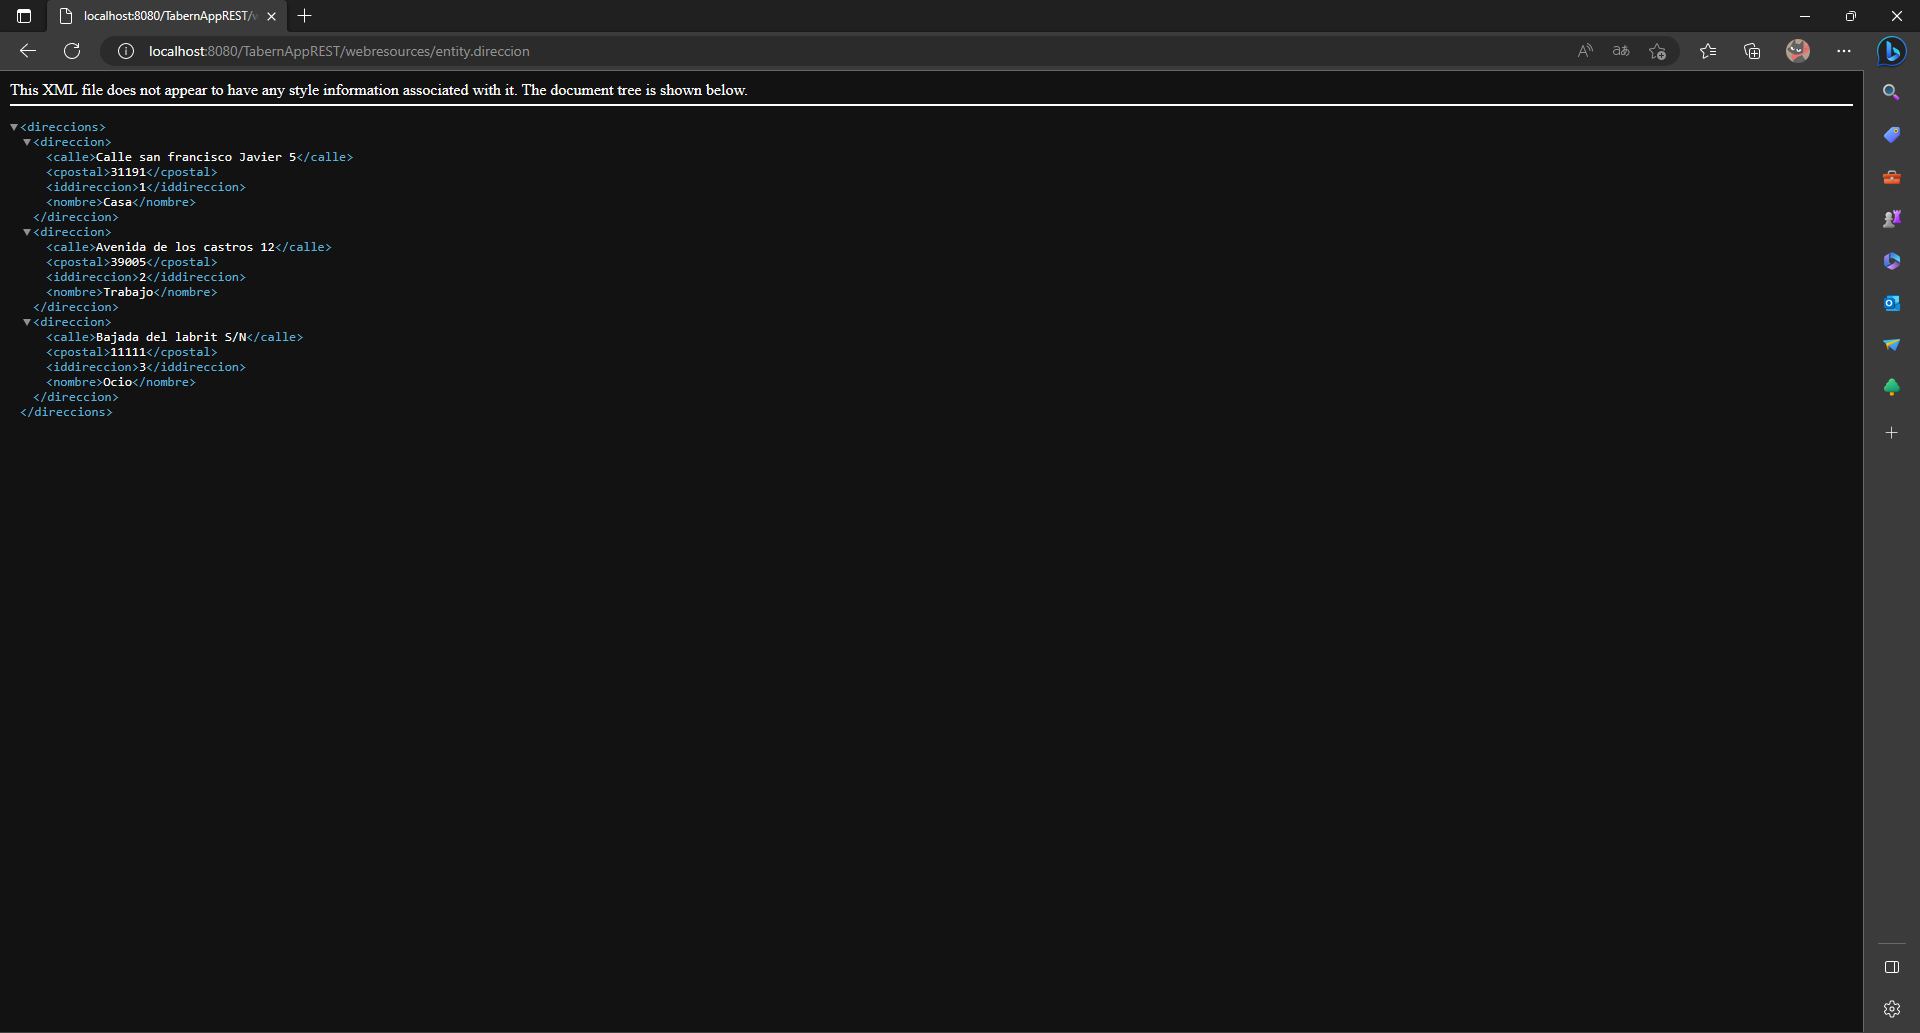 localhost:8080/TabernAppREST/w
localhost:8080/TabernAppREST/webresources/entity.direccion
This XML file does not appear to have any style information associated with it. The document tree is shown below.
<direccions>
<direccion>
<calle>Calle san francisco Javier 5</calle>
<cpostal>31191</cpostal>
<iddireccion>1</iddireccion>
<nombre>Casa</nombre>
</direccion>
<direccion>
<calle>Avenida de los castros 12</calle>
<cpostal>39005</cpostal>
<iddireccion>2</iddireccion>
<nombre>Trabajo</nombre>
</direccion>
<direccion>
<calle>Bajada del labrit S/N</calle>
<cpostal>11111</cpostal>
<iddireccion>3</iddireccion>
<nombre>Ocio</nombre>
</direccion>
</direccions>